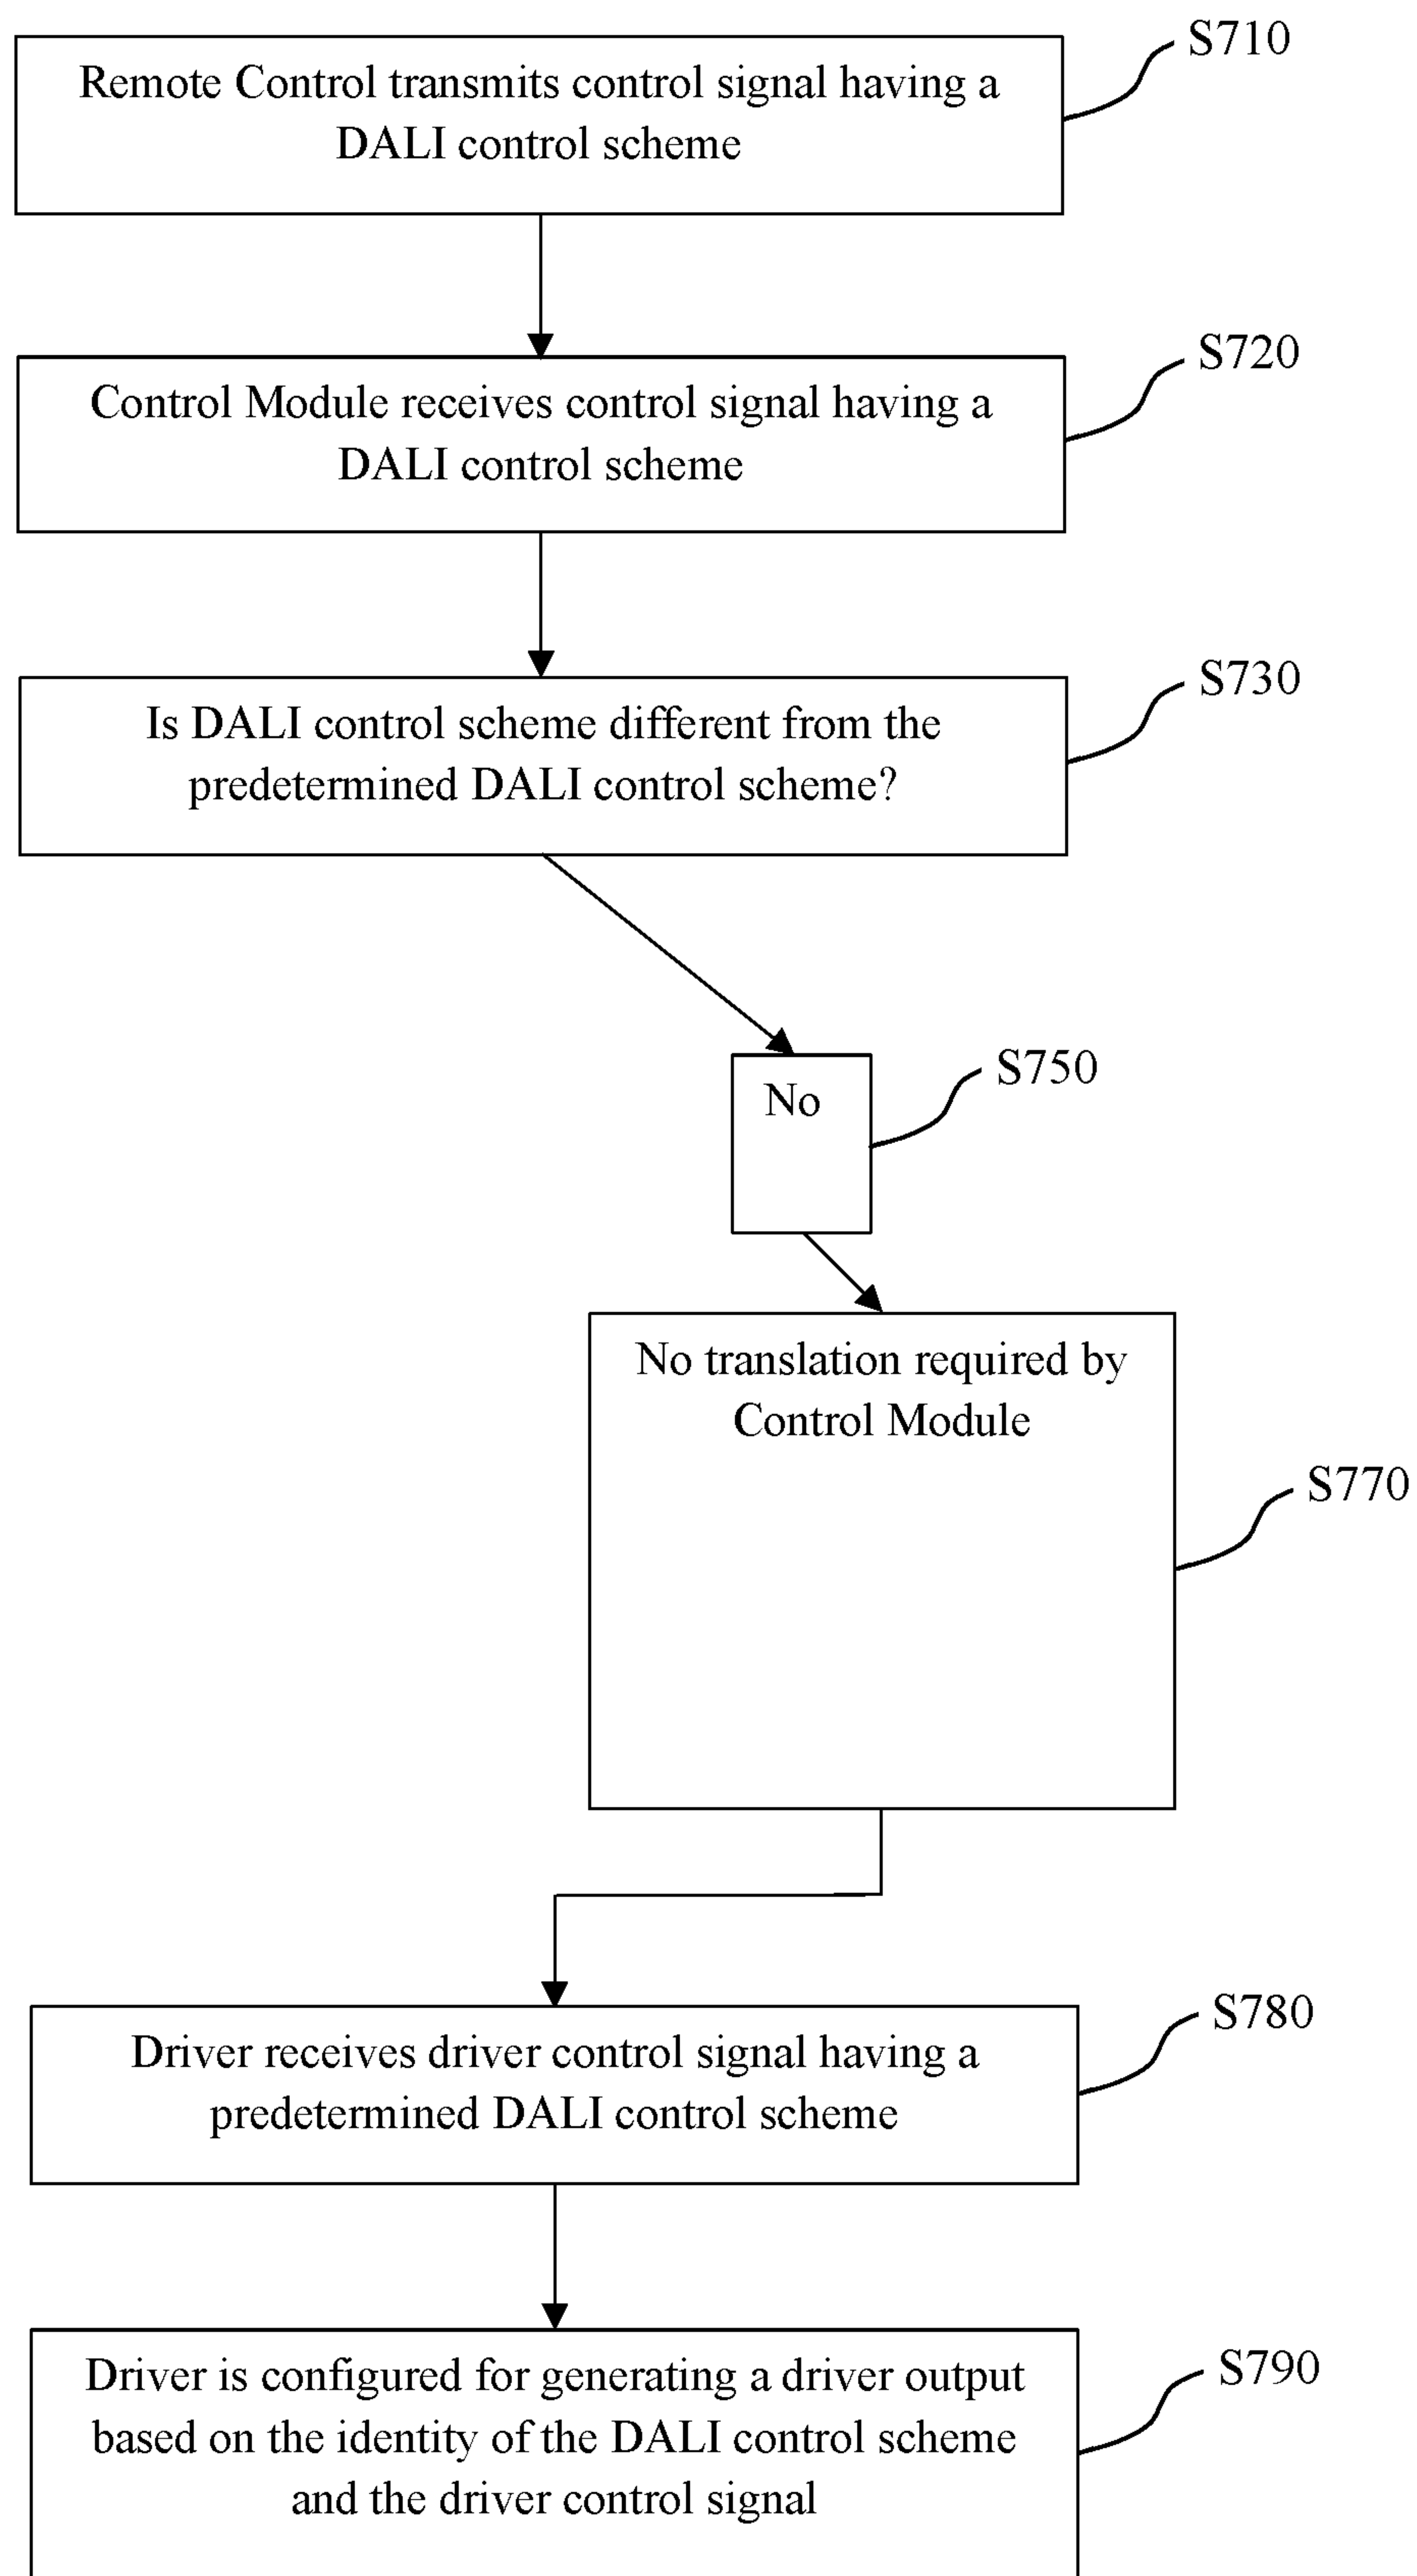 S710
Remote Control transmits control signal having a
DALI control scheme
S720
Control Module receives control signal having a
DALI control scheme
S730
Is DALI control scheme different from the
predetermined DALI control scheme?
S750
No
No translation required by
Control Module
S770
S780
Driver receives driver control signal having a
predetermined DALI control scheme
S790
Driver is configured for generating a driver output
based on the identity of the DALI control scheme
and the driver control signal